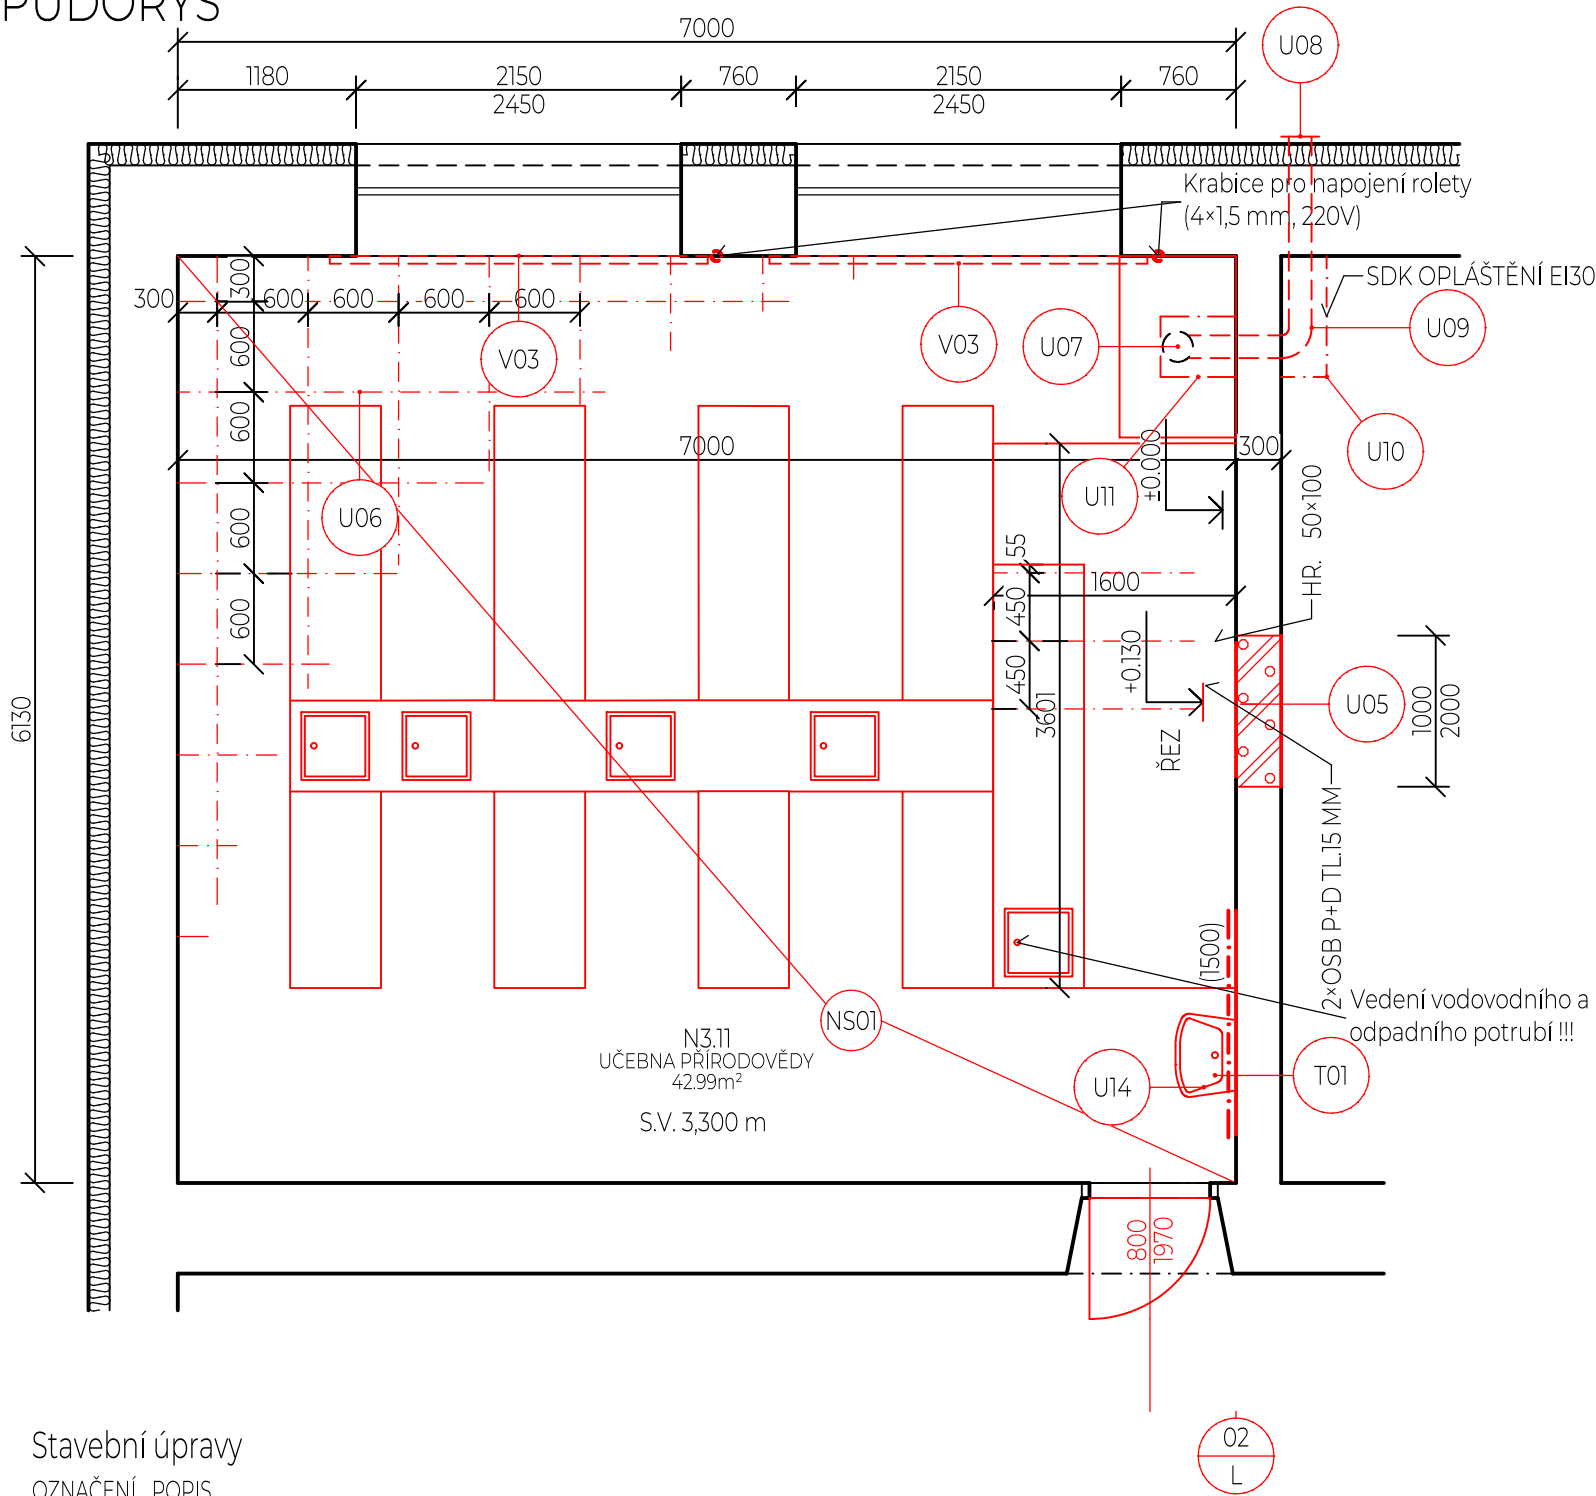 PŮDORYS
7000
U08
1180
2150
760
2150
760
2450
2450
Krabice pro napojení rolety
(4×1,5 mm, 220V)
300
SDK OPLÁŠTĚNÍ EI30
300
600
600
600
600
U09
V03
V03
U07
600
600
±0.000
7000
300
U10
U11
U06
50×100
HR.
600
55
1600
450
600
+0.130
450
6130
3601
U05
1000
2000
ŘEZ
2×OSB P+D TL.15 MM
(1500)
Vedení vodovodního a
odpadního potrubí !!!
NS01
N3.11
UČEBNA PŘÍRODOVĚDY
42.99m²
U14
T01
S.V. 3,300 m
800
1970
02
L
Stavební úpravy
OZNAČENÍ POPIS